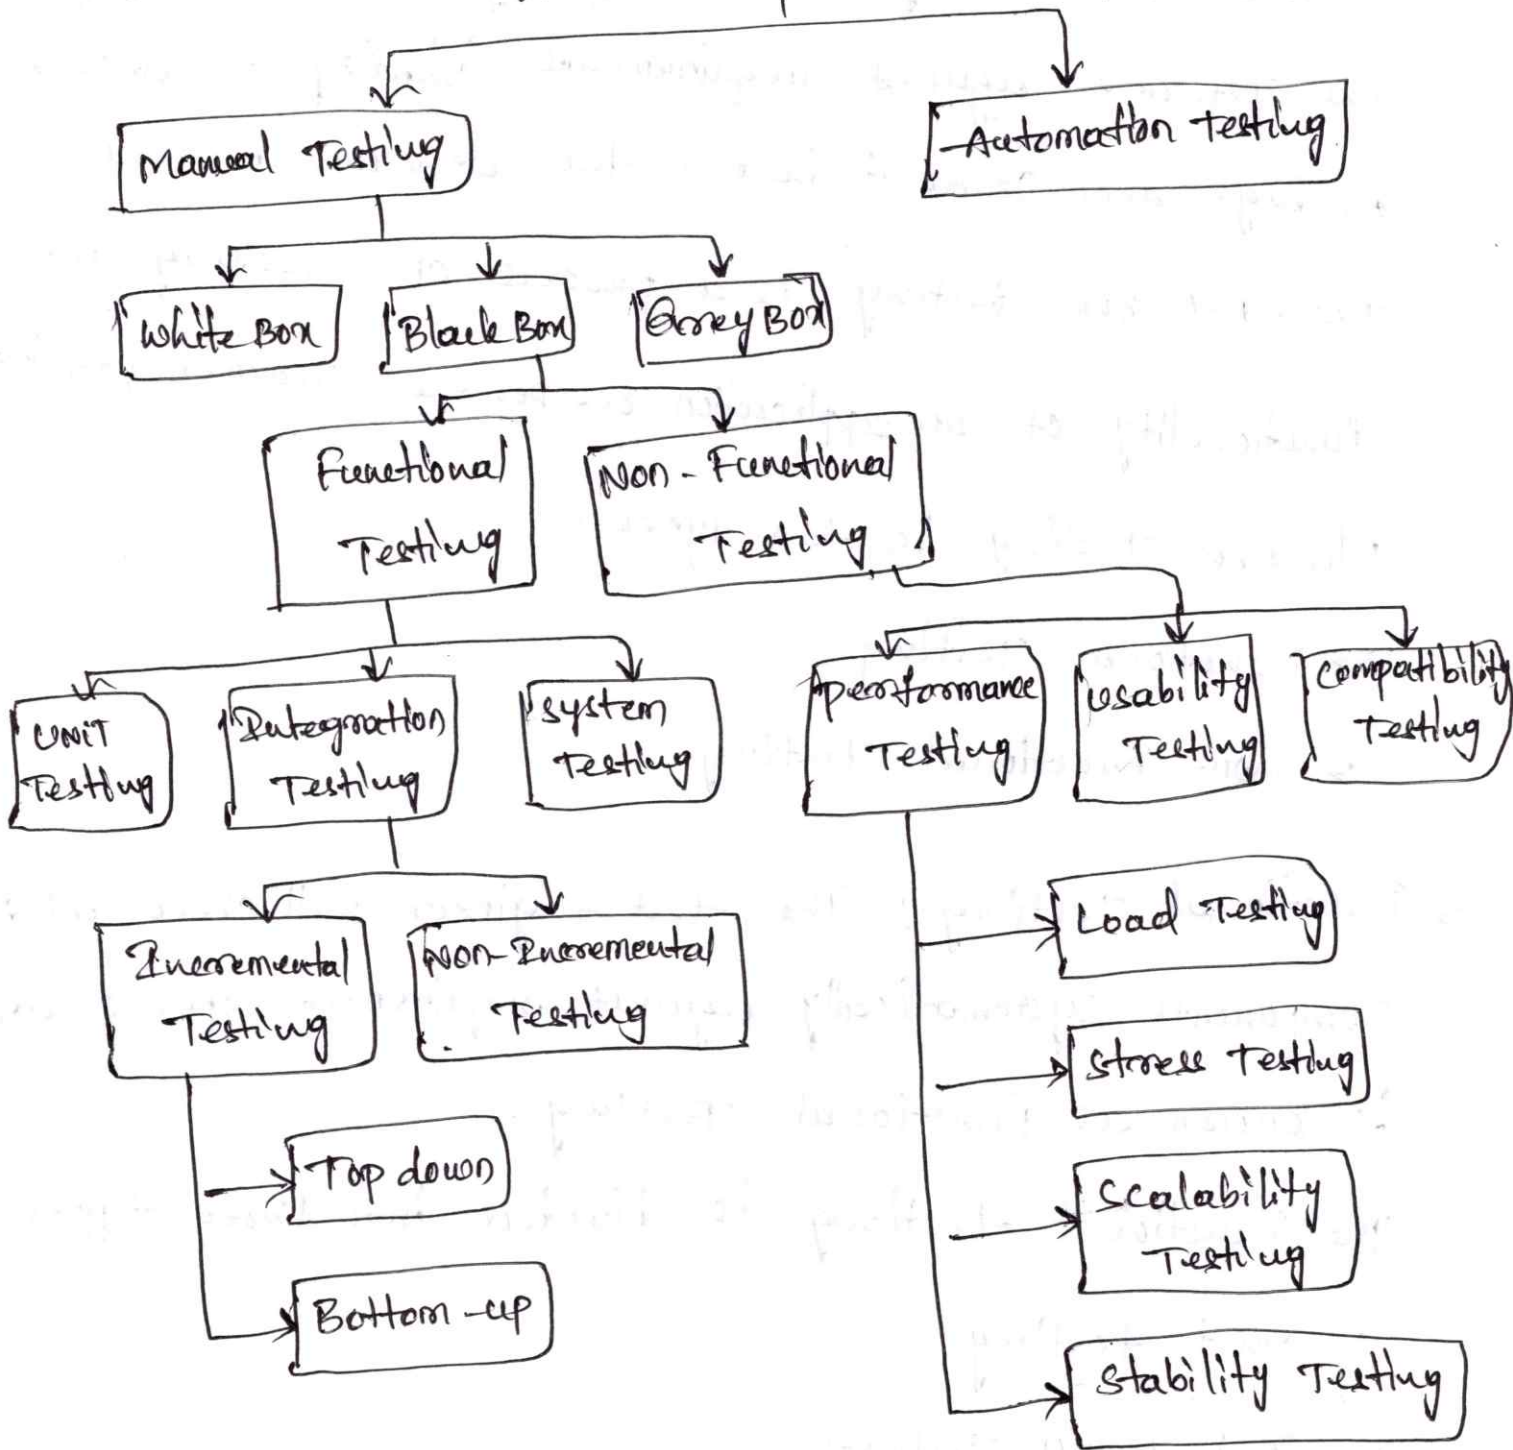 Manual Testing
Automation Testing
White Box
Black Box
Grey Box
Functional
Testing
Non-Functional
Testing
Unit
Testing
Integration
Testing
System
Testing
performance
Testing
usability
Testing
compatibility
Testing
Incremental
Testing
Non-Incremental
Testing
Load Testing
Stress Testing
Top down
Scalability
Testing
Bottom-up
Stability Testing